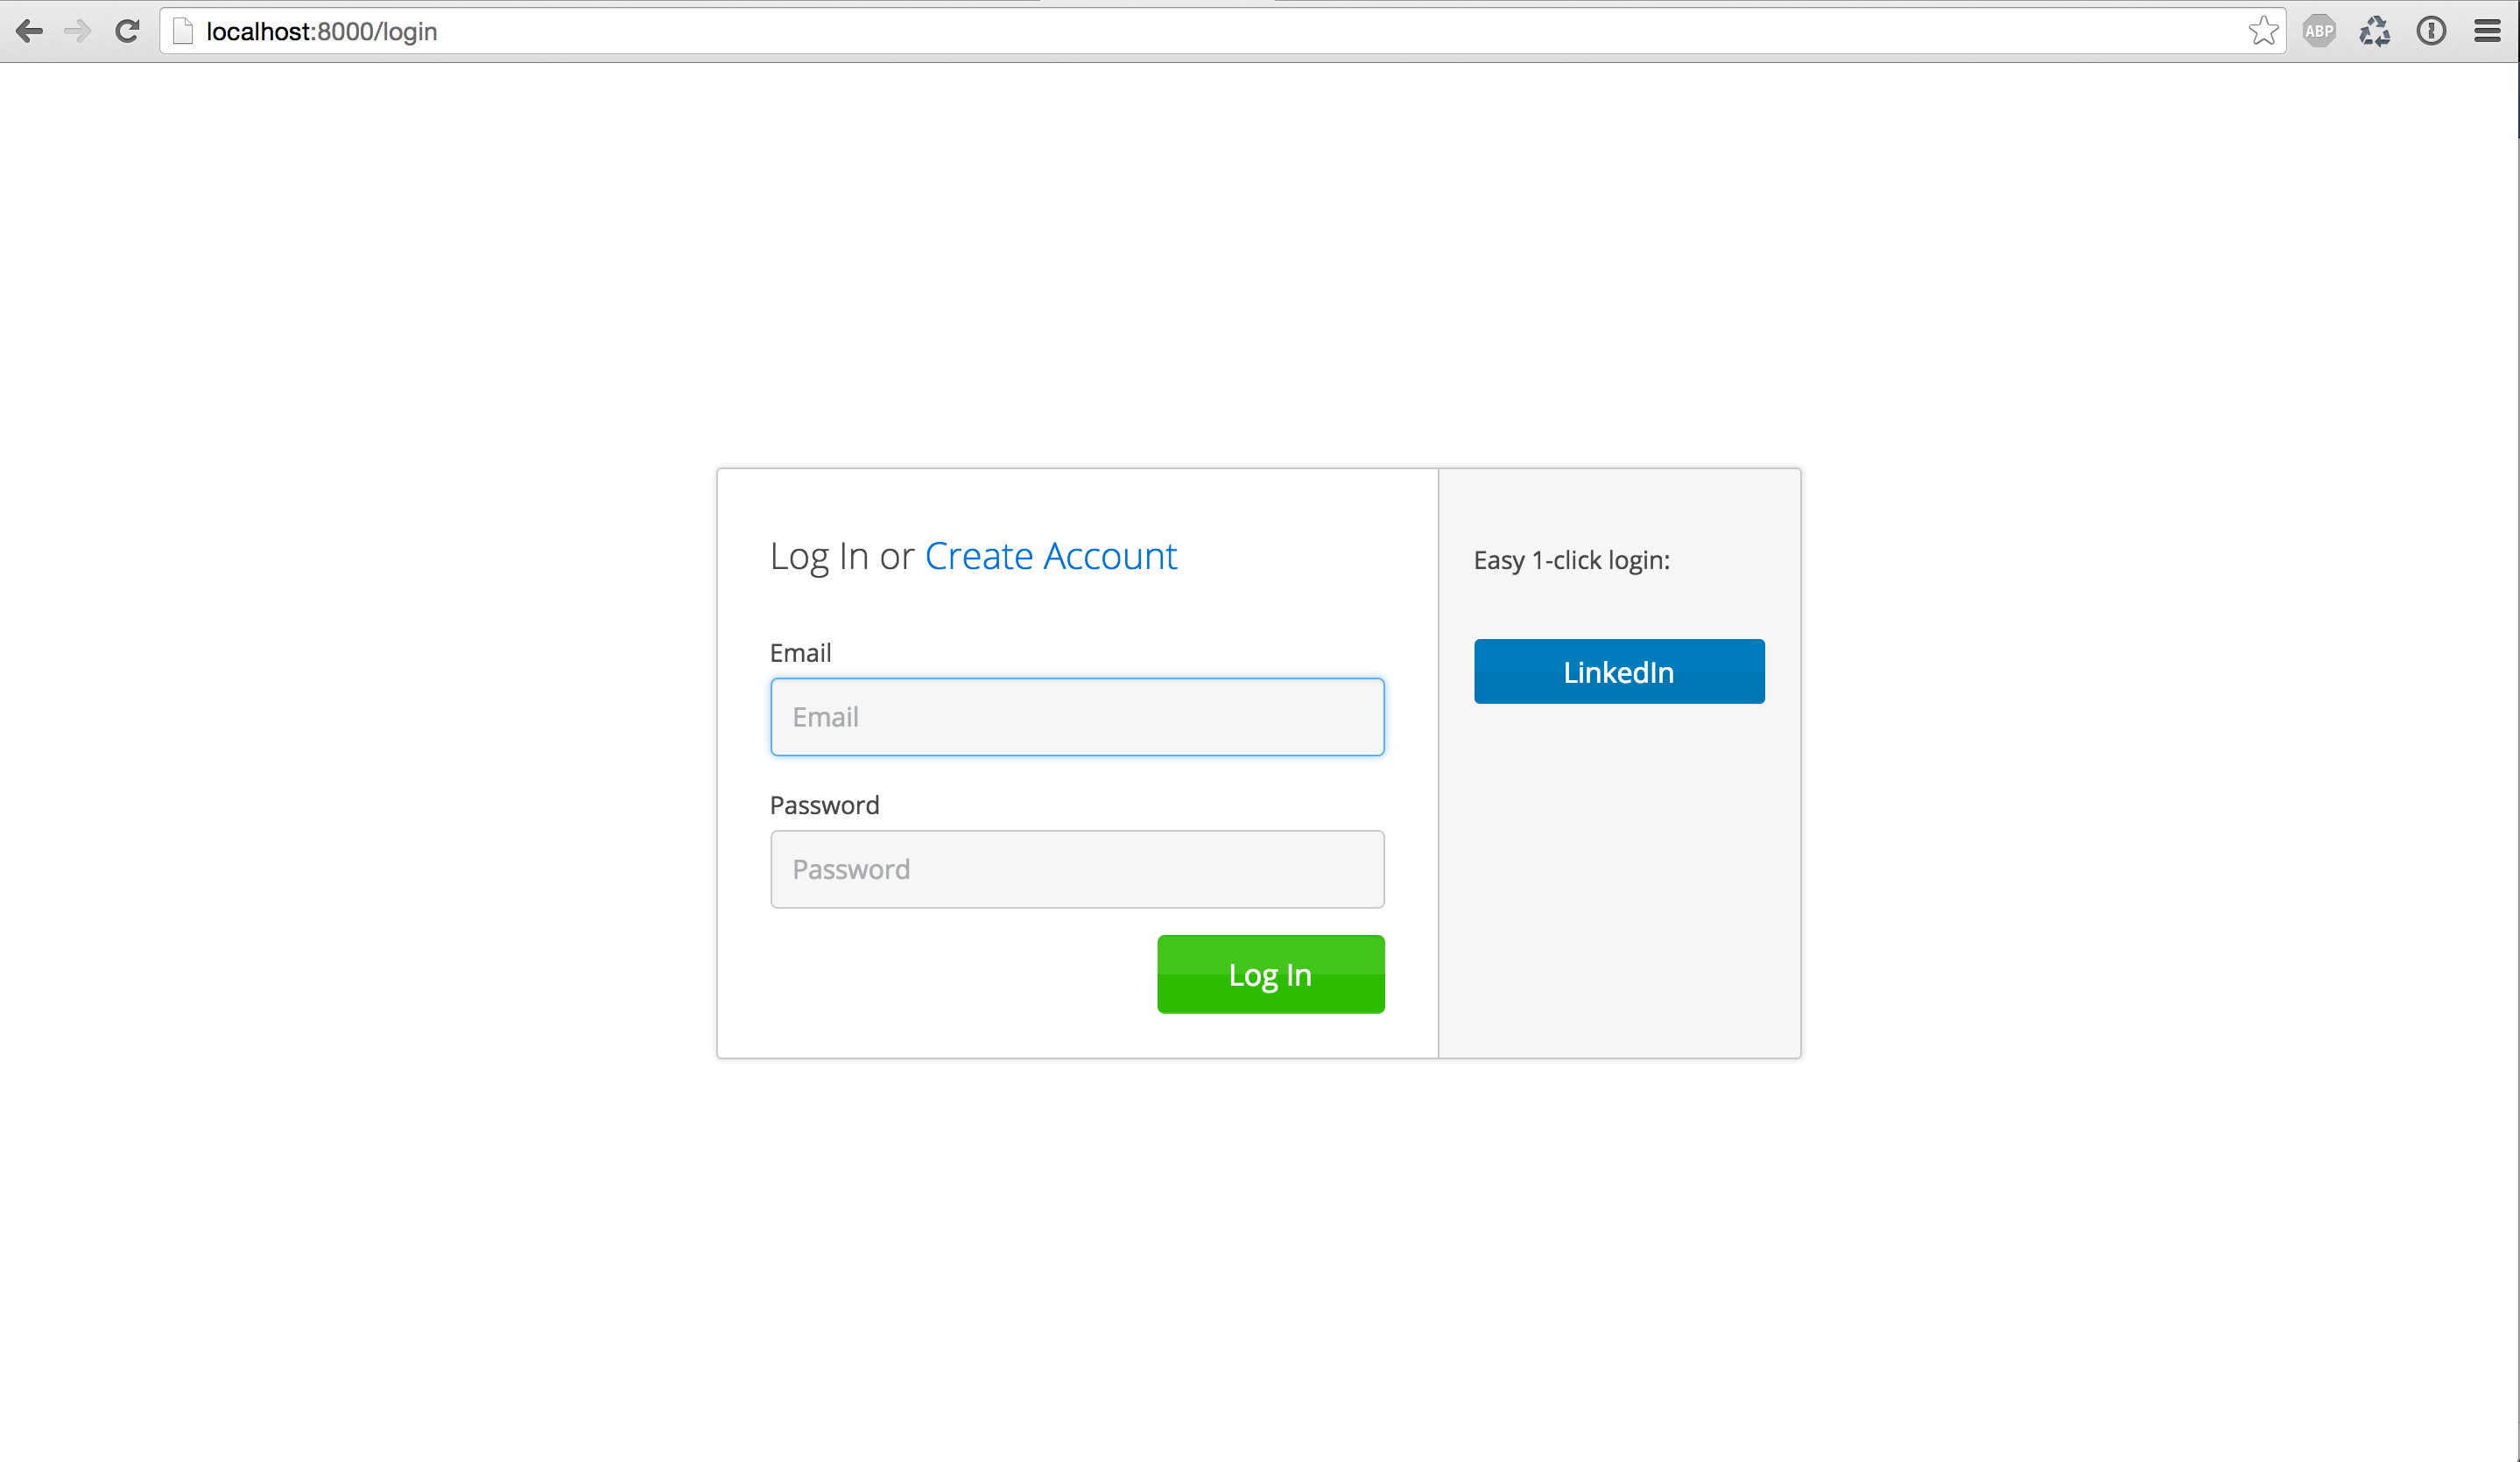 localhost:8000/login
ABP
Log In or Create Account
Easy 1-click login:
Email
Email
LinkedIn
Password
Password
Log In